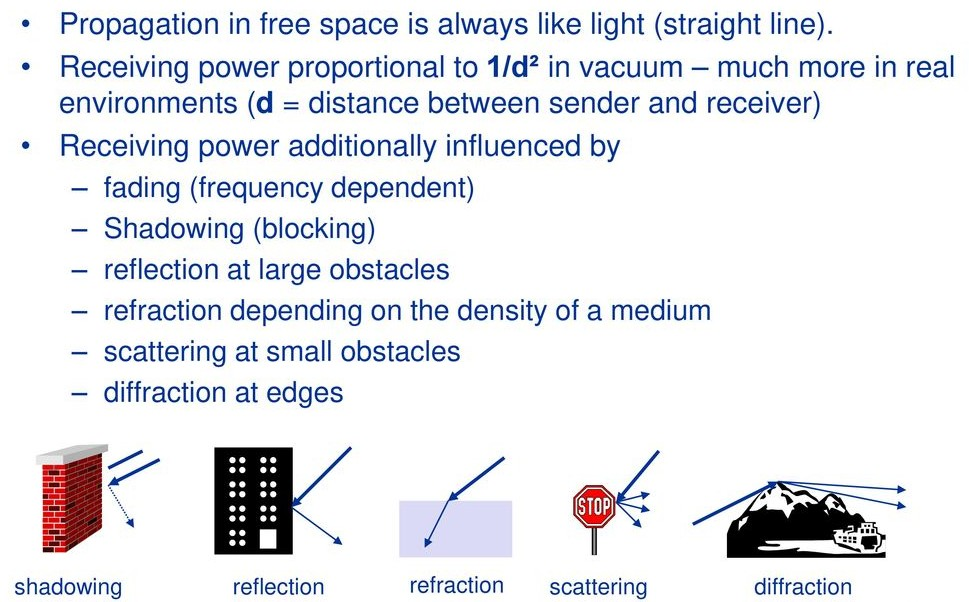 • Propagation in free space is always like light (straight line).
• Receiving power proportional to 1/d² in vacuum – much more in real
environments (d = distance between sender and receiver)
• Receiving power additionally influenced by
– fading (frequency dependent)
– Shadowing (blocking)
– reflection at large obstacles
– refraction depending on the density of a medium
– scattering at small obstacles
– diffraction at edges
STOP
shadowing
reflection
refraction
scattering
diffraction